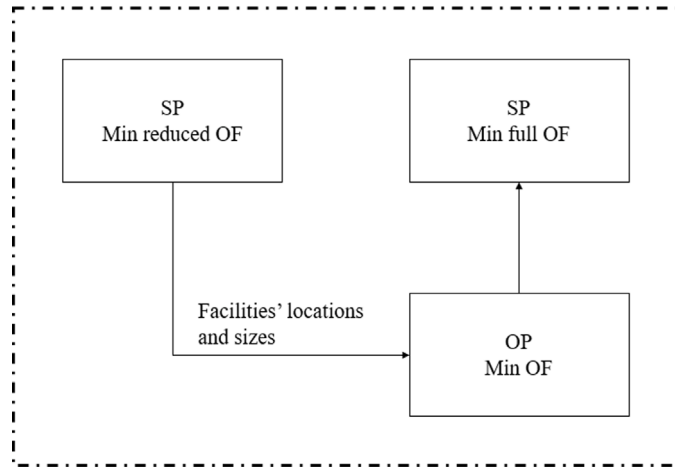 SP
Min reduced OF
SP
Min full OF
Facilities’ locations
and sizes
OP
Min OF